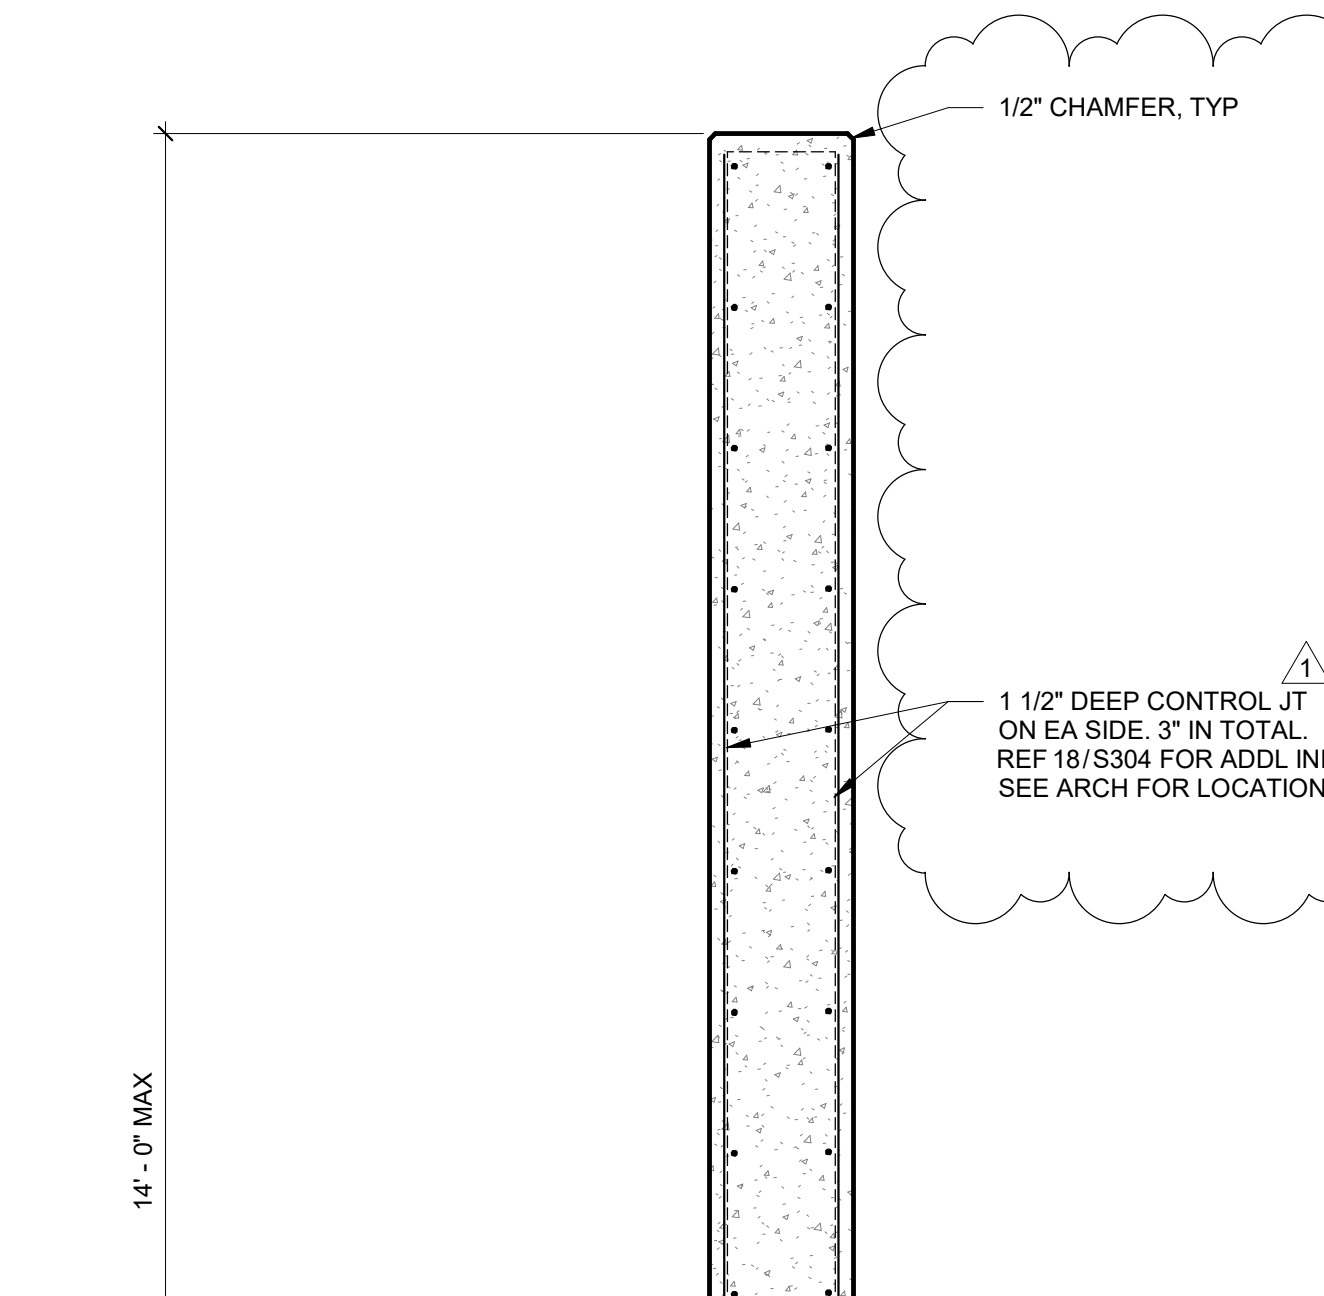 1/2" CHAMFER, TYP
1
1 1/2" DEEP CONTROL JT
ON EA SIDE. 3" IN TOTAL.
REF 18/S304 FOR ADDL
SEE ARCH FOR LOCATION
14' - 0" MAX